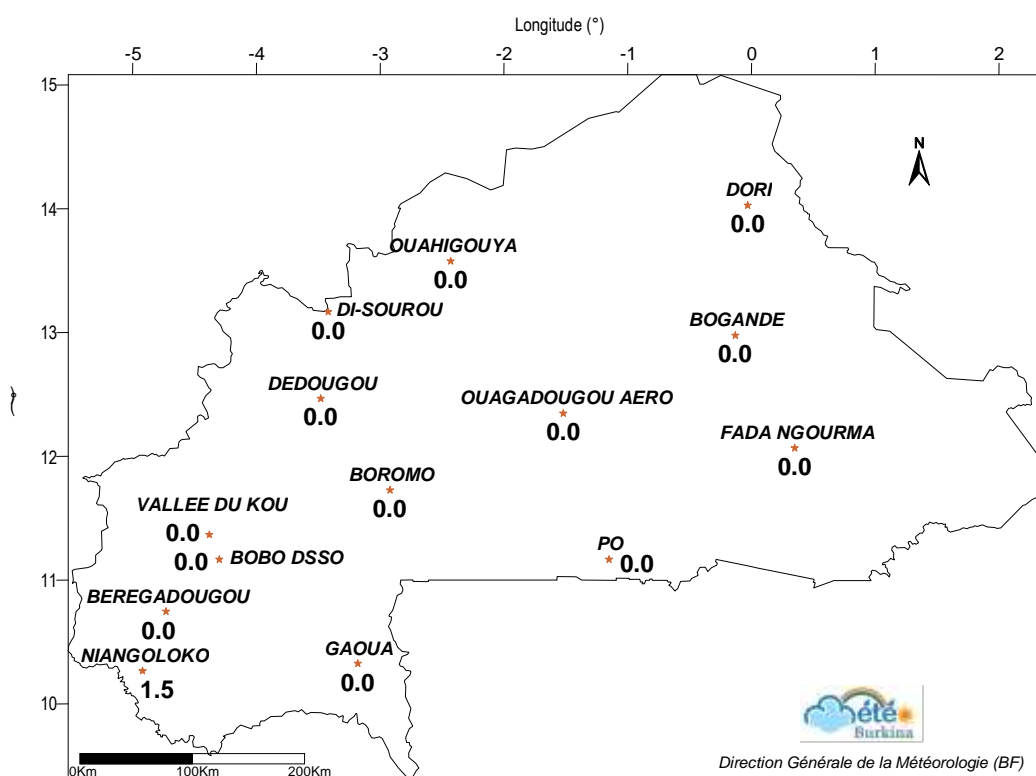 Longitude (°)
-5 -4 -3 -2 -1 0 1 2
15
N
DORI
14
0.0
OUAHIGOUYA
0.0
DI-SOUROU
0.0
BOGANDE
13
0.0
DEDOUGOU
0.0
OUAGADOUGOU AERO
0.0
FADA NGOURMA
0.0
12
BOROMO
0.0
VALLEE DU KOU
0.0
0.0 BOBO DSSO
PO
0.0
11
BEREGADOUGOU
0.0
GAOUA
0.0
NIANGOLOKO
1.5
10
Météo
Burkina
0Km 100Km 200Km
Direction Générale de la Météorologie (BF)